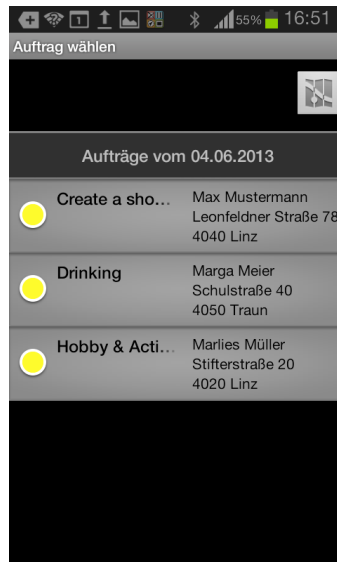 1
55%
16:51
Auftrag wählen
Aufträge vom 04.06.2013
Create a sho...
Max Mustermann
Leonfeldner Straße 78
4040 Linz
Drinking
Marga Meier
Schulstraße 40
4050 Traun
Hobby & Acti...
Marlies Müller
Stifterstraße 20
4020 Linz